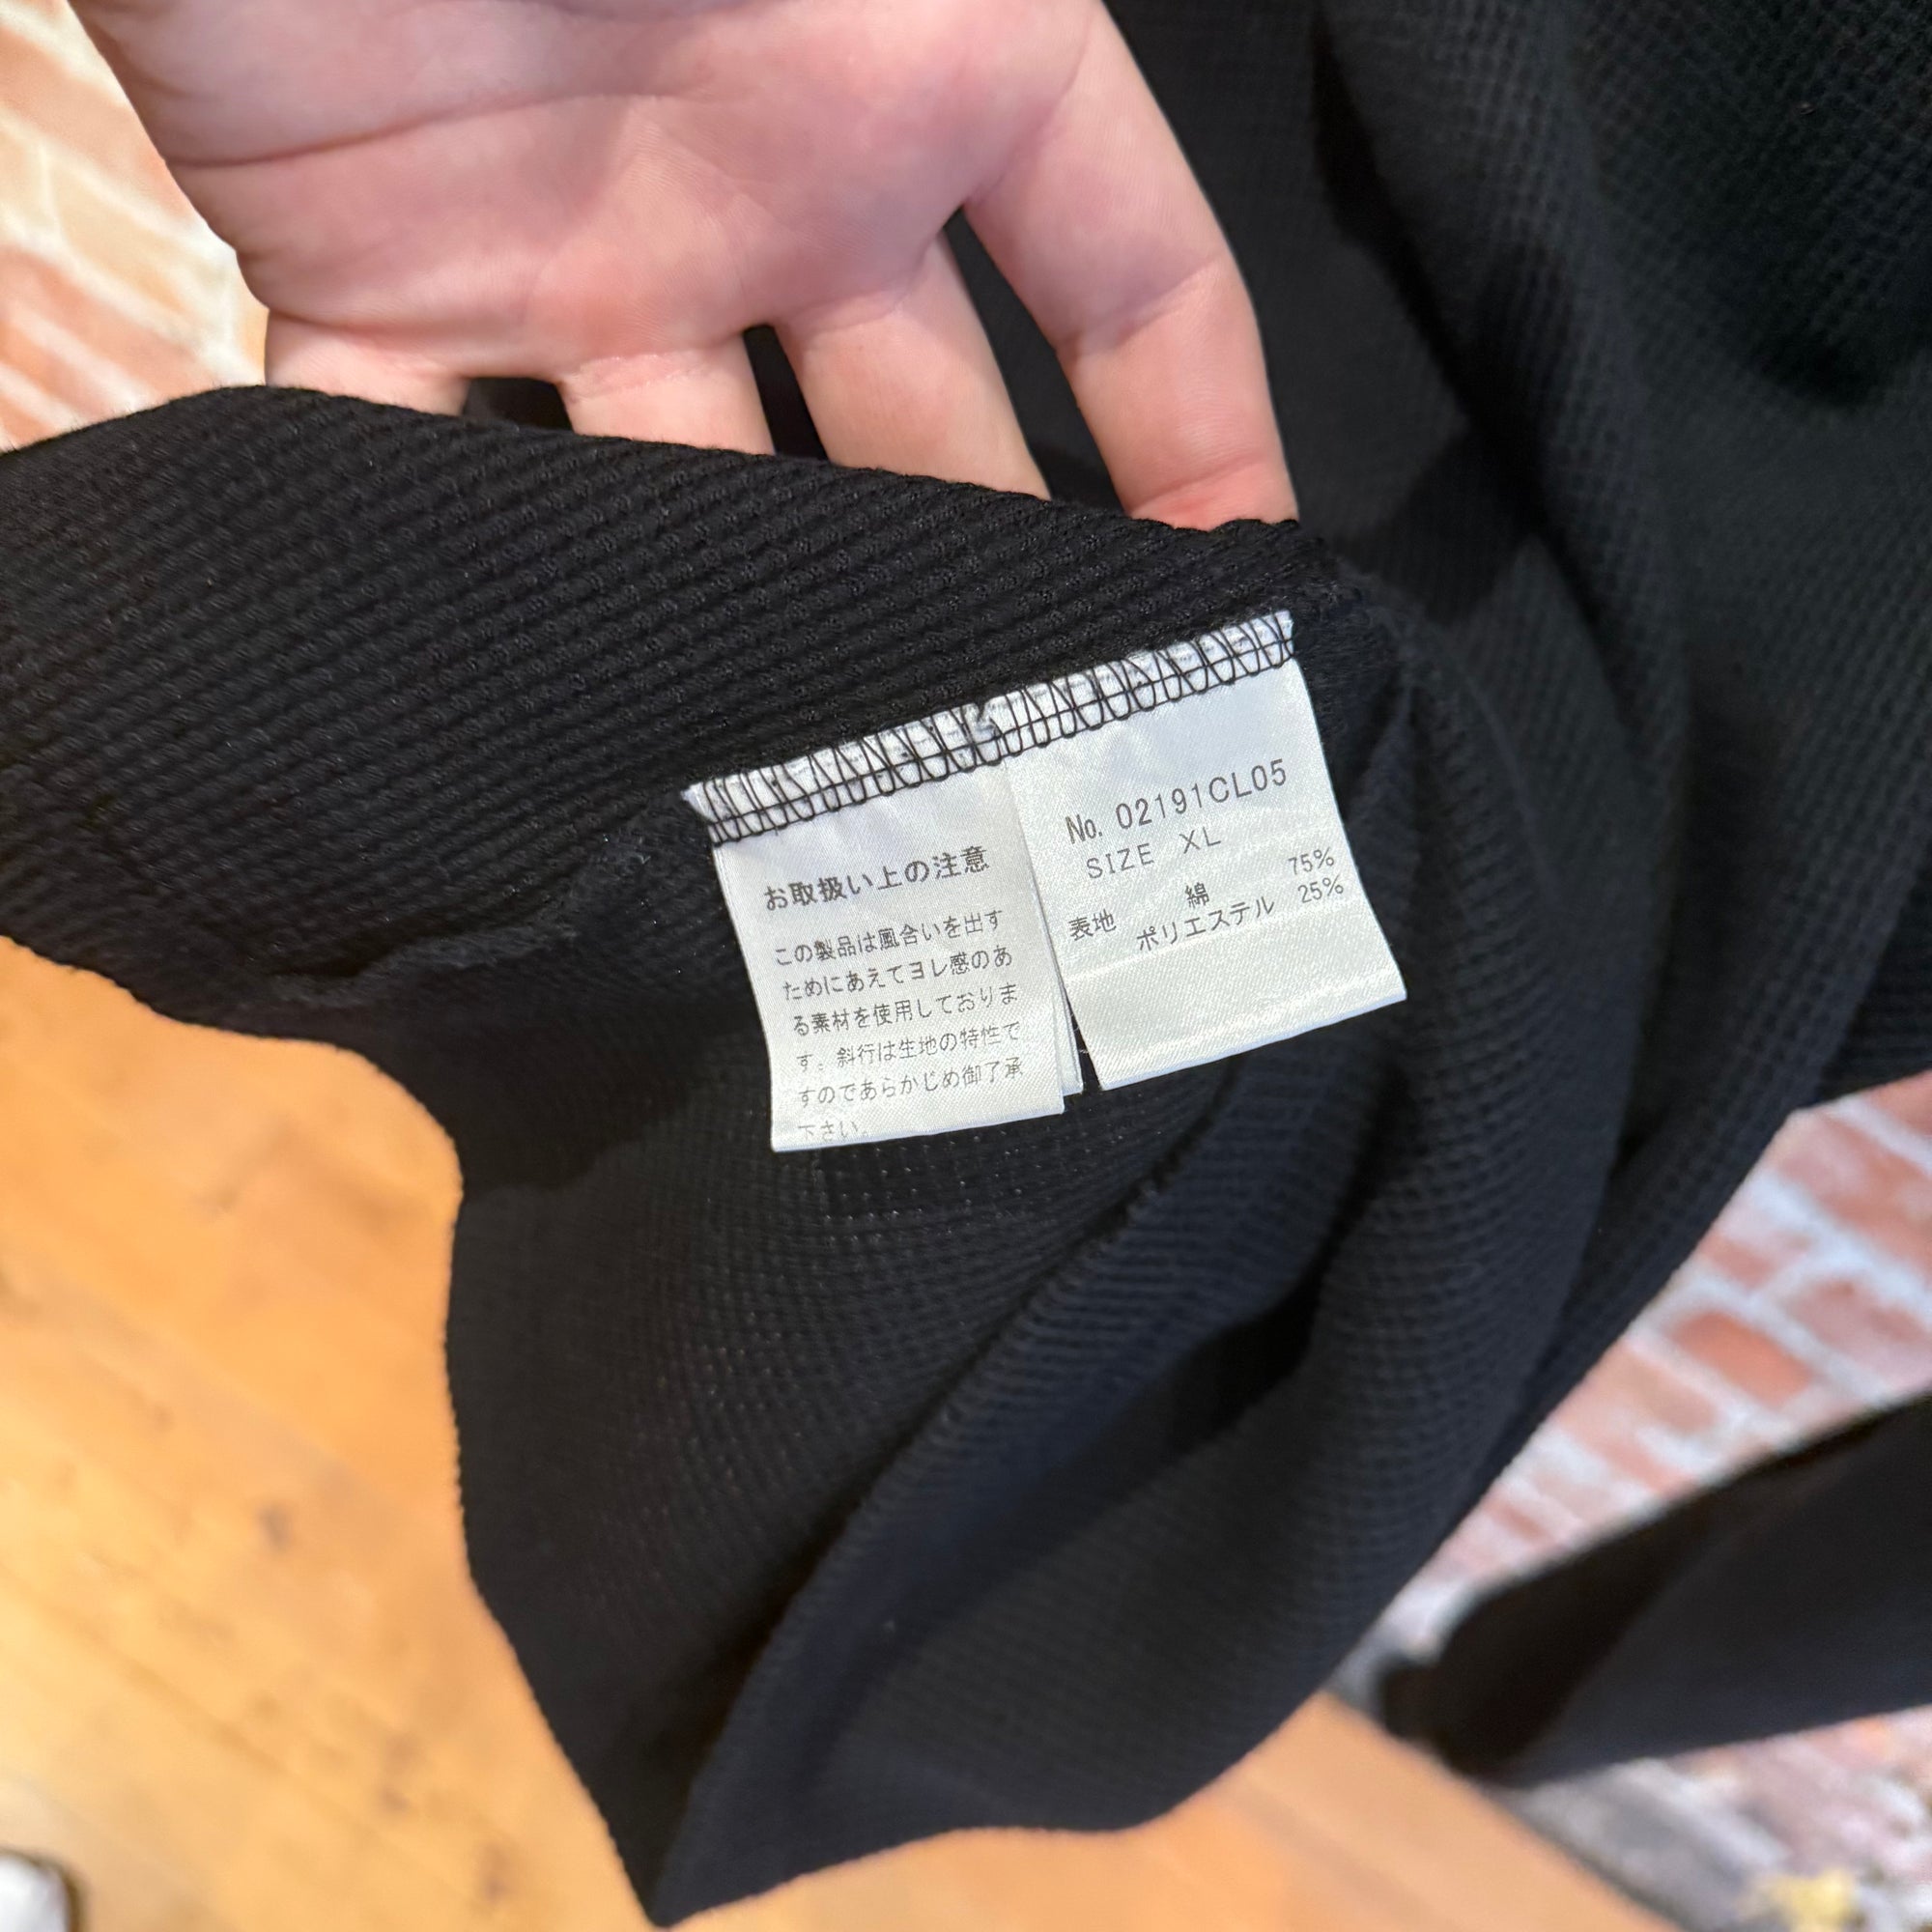 お取扱い上の注意
この製品は風合いを出す
ためにあえてヨレ感のあ
る素材を使用しておりま
す。斜行は生地の特性で
すのであらかじめ御了承
下さい。
No. 02191CL05
SIZE XL
綿 75%
表地 ポリエステル 25%